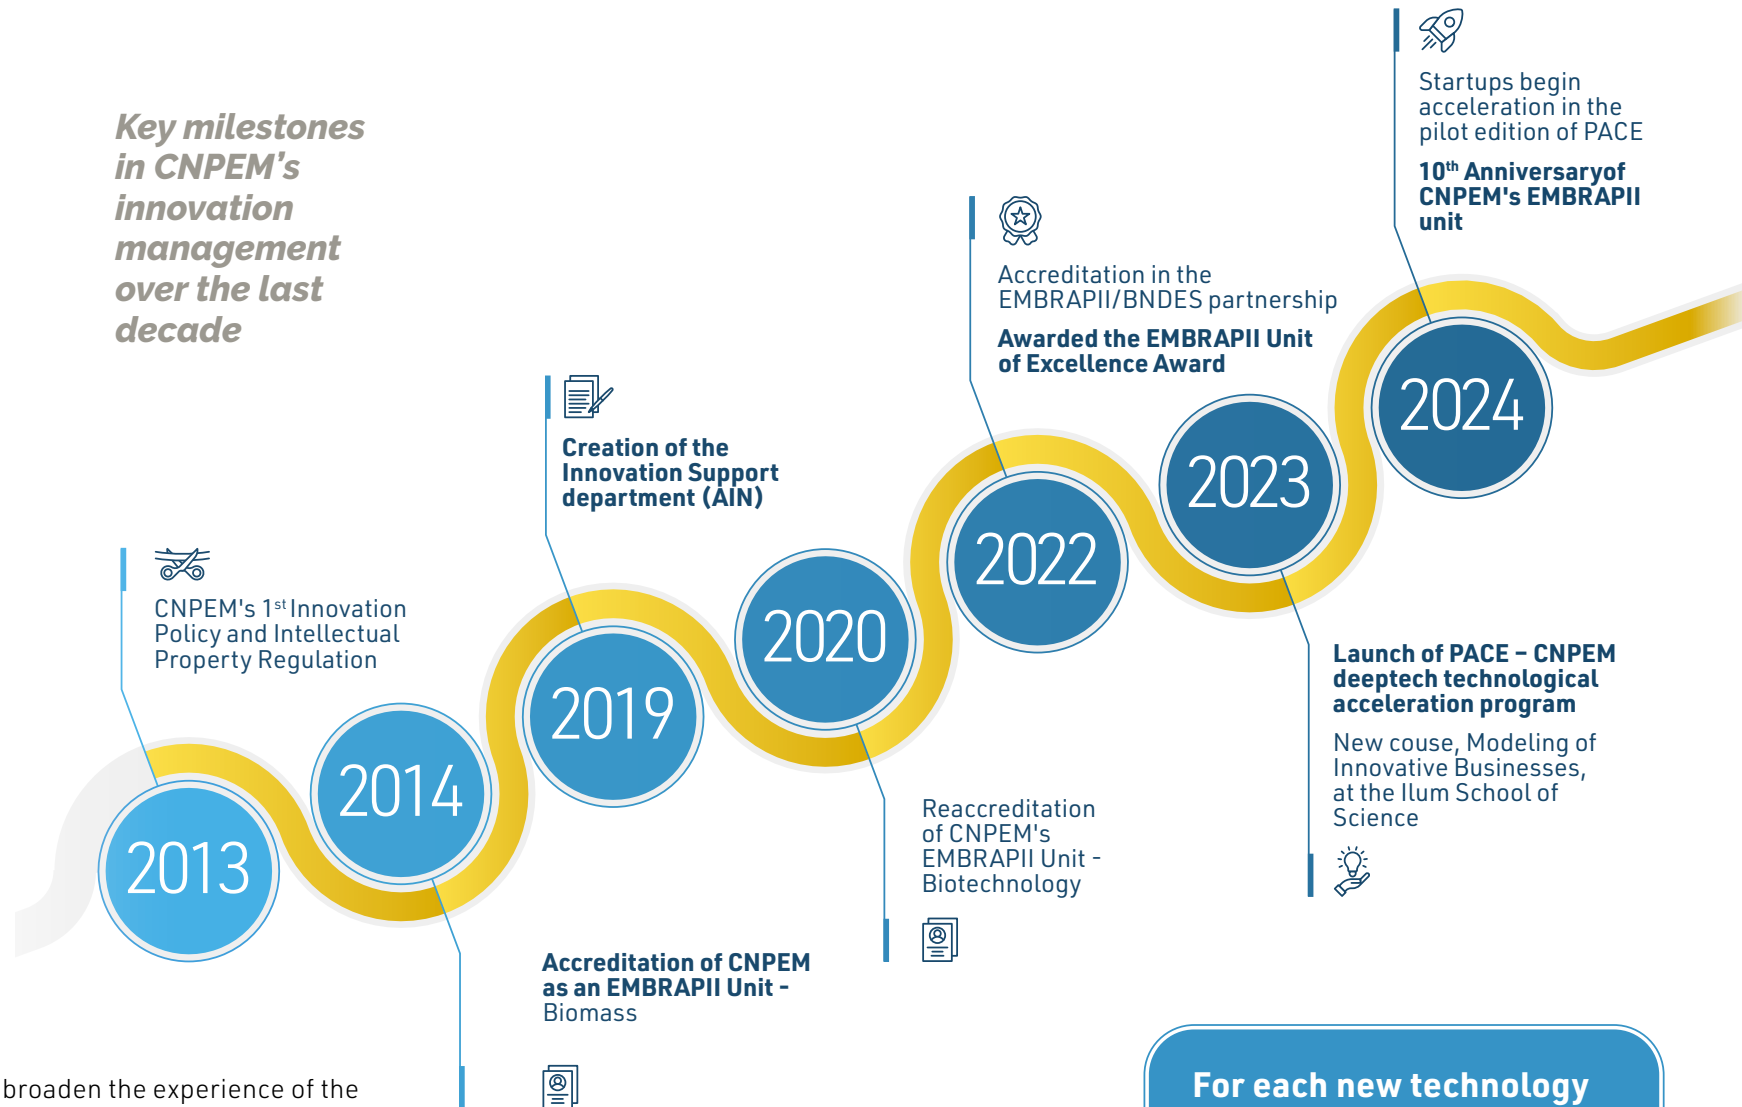 Key milestones
in CNPEM’s
innovation
management
over the last
decade
2013
CNPEM's 1st Innovation
Policy and Intellectual
Property Regulation
2014
Accreditation of CNPEM
as an EMBRAPII Unit -
Biomass
2019
Creation of the
Innovation Support
department (AIN)
2020
Reaccreditation
of CNPEM's
EMBRAPII Unit -
Biotechnology
2022
Accreditation in the
EMBRAPII/BNDES partnership
Awarded the EMBRAPII Unit
of Excellence Award
2023
Launch of PACE – CNPEM
deeptech technological
acceleration program
New couse, Modeling of
Innovative Businesses,
at the Ilum School of
Science
2024
Startups begin
acceleration in the
pilot edition of PACE
10th Anniversaryof
CNPEM's EMBRAPII
unit
broaden the experience of the
For each new technology